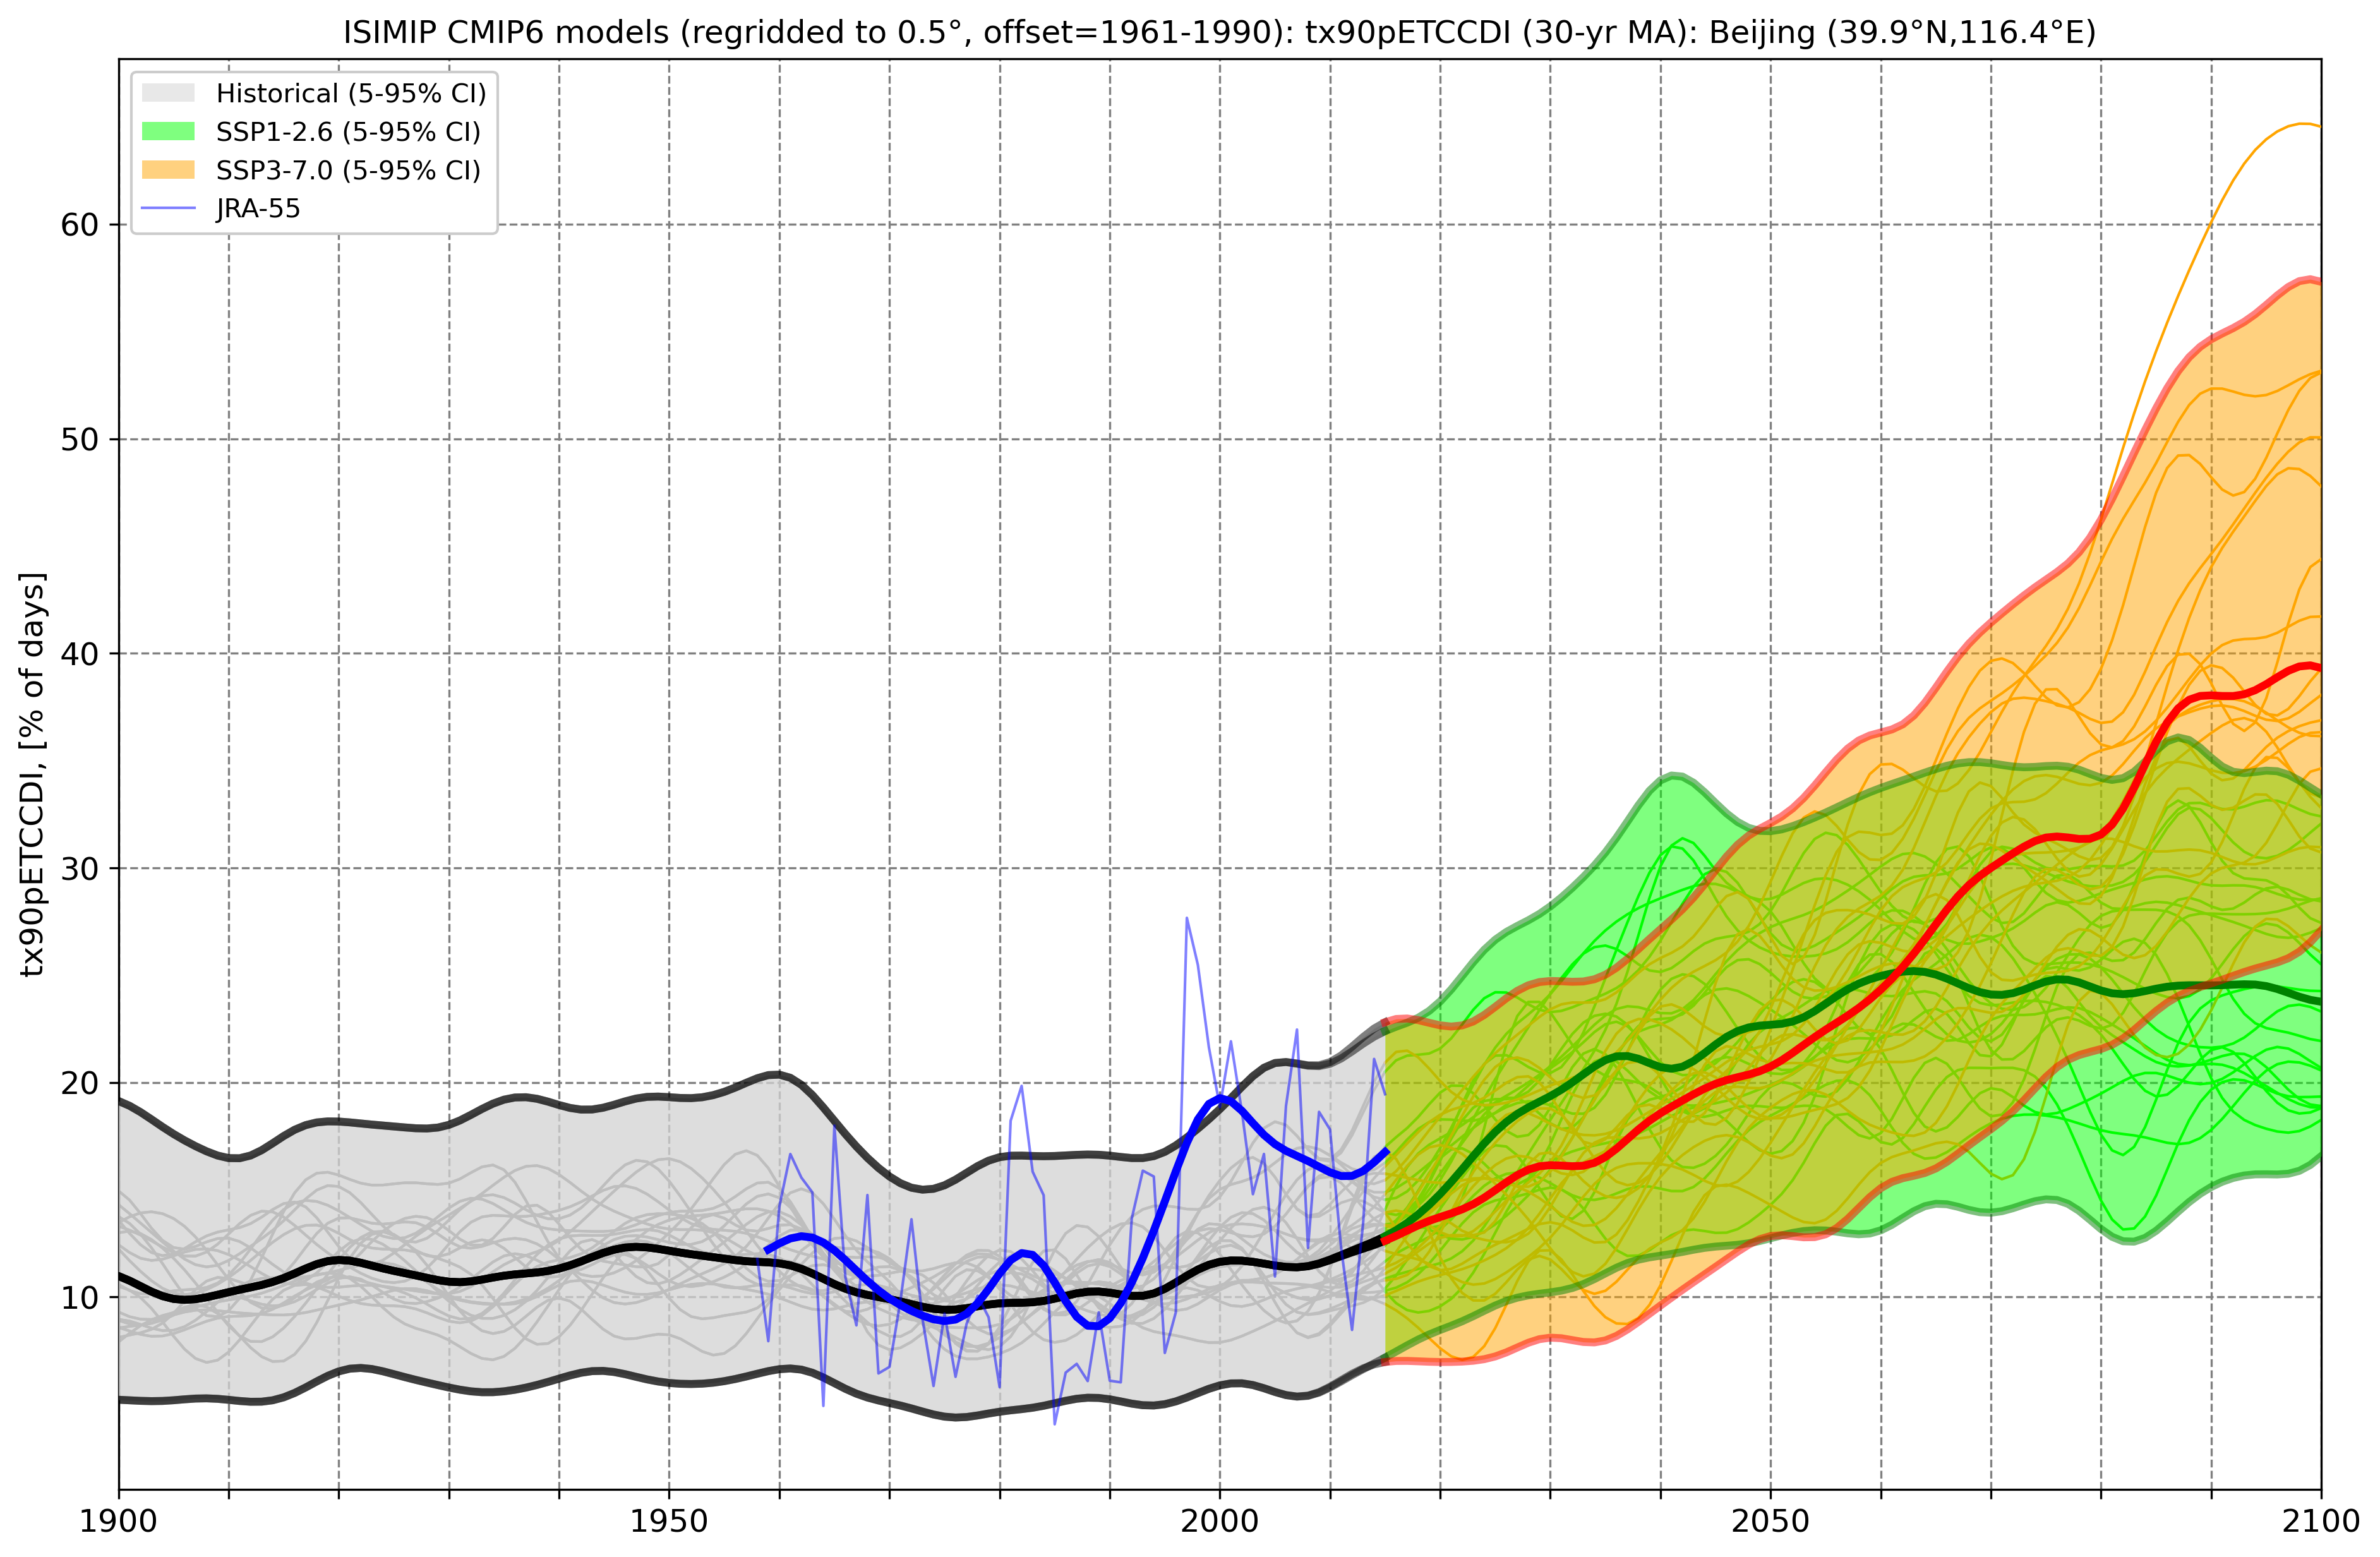 ISIMIP CMIP6 models (regridded to 0.5°, offset=1961-1990): tx90pETCCDI (30-yr MA): Beijing (39.9°N,116.4°E)
Historical (5-95% CI)
SSP1-2.6 (5-95% CI)
SSP3-7.0 (5-95% CI)
JRA-55
tx90pETCCDI, [% of days]
60
50
40
30
20
10
1900
1950
2000
2050
2100